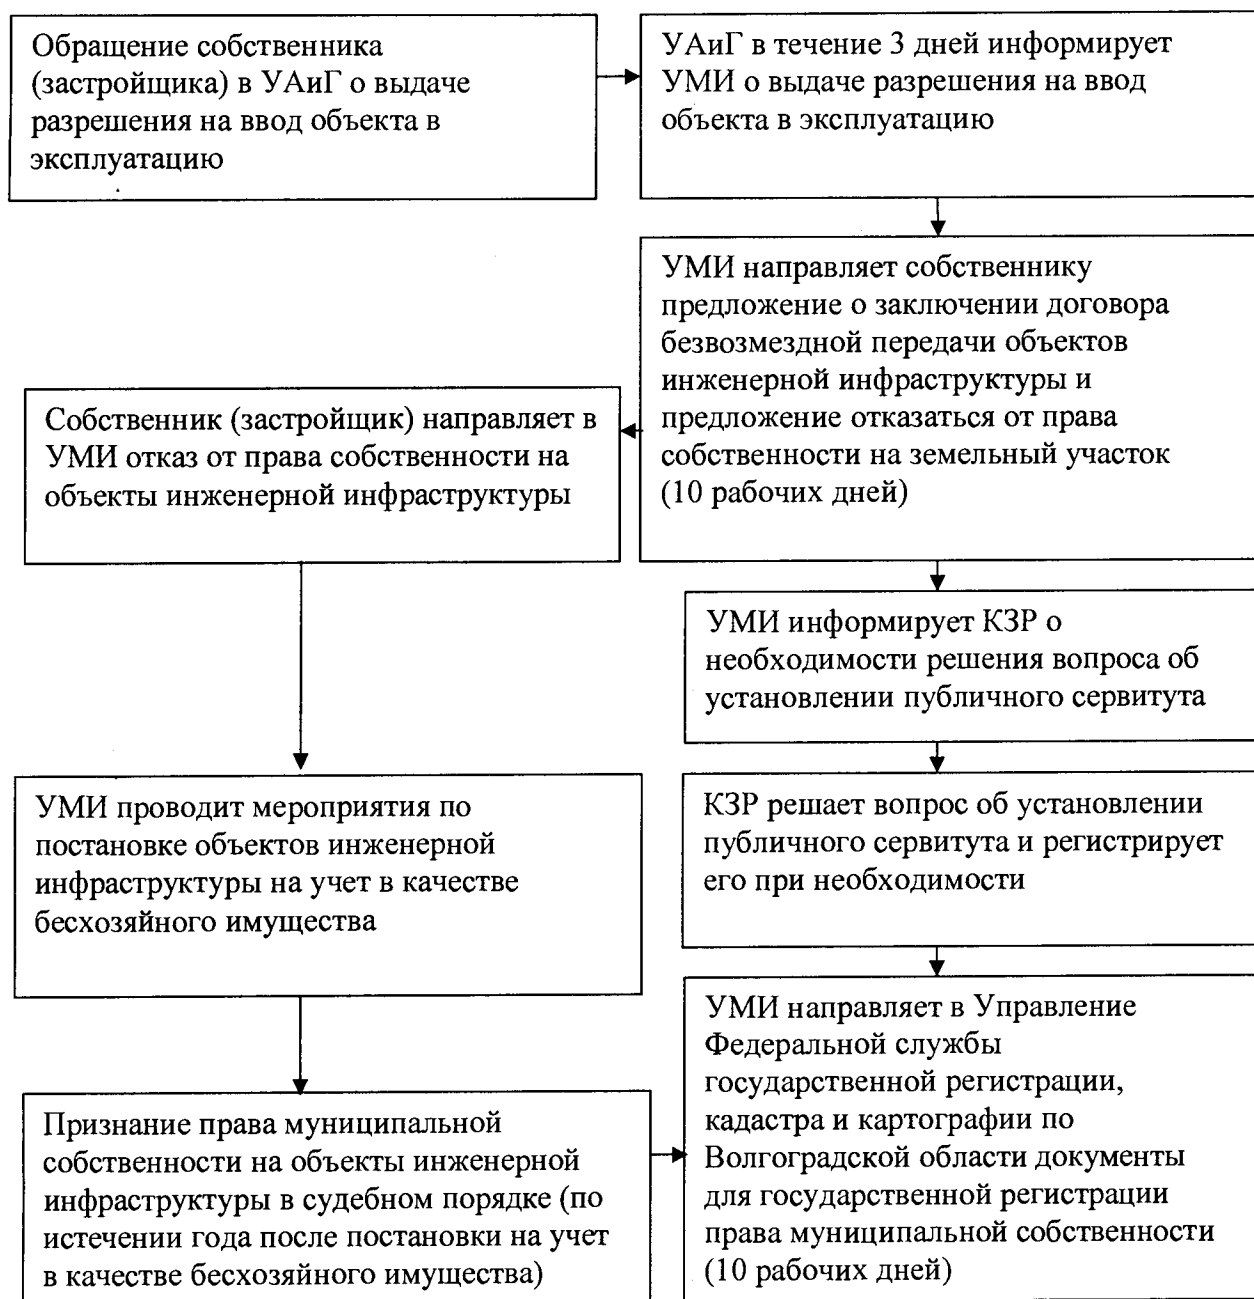 Обращение собственника
(застройщика) в УАиГ о выдаче
разрешения на ввод объекта в
эксплуатацию
УАиГ в течение 3 дней информирует
УМИ о выдаче разрешения на ввод
объекта в эксплуатацию
УМИ направляет собственнику
предложение о заключении договора
безвозмездной передачи объектов
инженерной инфраструктуры и
предложение отказаться от права
собственности на земельный участок
(10 рабочих дней)
Собственник (застройщик) направляет в
УМИ отказ от права собственности на
объекты инженерной инфраструктуры
УМИ информирует КЗР о
необходимости решения вопроса об
установлении публичного сервитута
УМИ проводит мероприятия по
постановке объектов инженерной
инфраструктуры на учет в качестве
бесхозяйного имущества
КЗР решает вопрос об установлении
публичного сервитута и регистрирует
его при необходимости
Признание права муниципальной
собственности на объекты инженерной
инфраструктуры в судебном порядке (по
истечении года после постановки на учет
в качестве бесхозяйного имущества)
УМИ направляет в Управление
Федеральной службы
государственной регистрации,
кадастра и картографии по
Волгоградской области документы
для государственной регистрации
права муниципальной собственности
(10 рабочих дней)